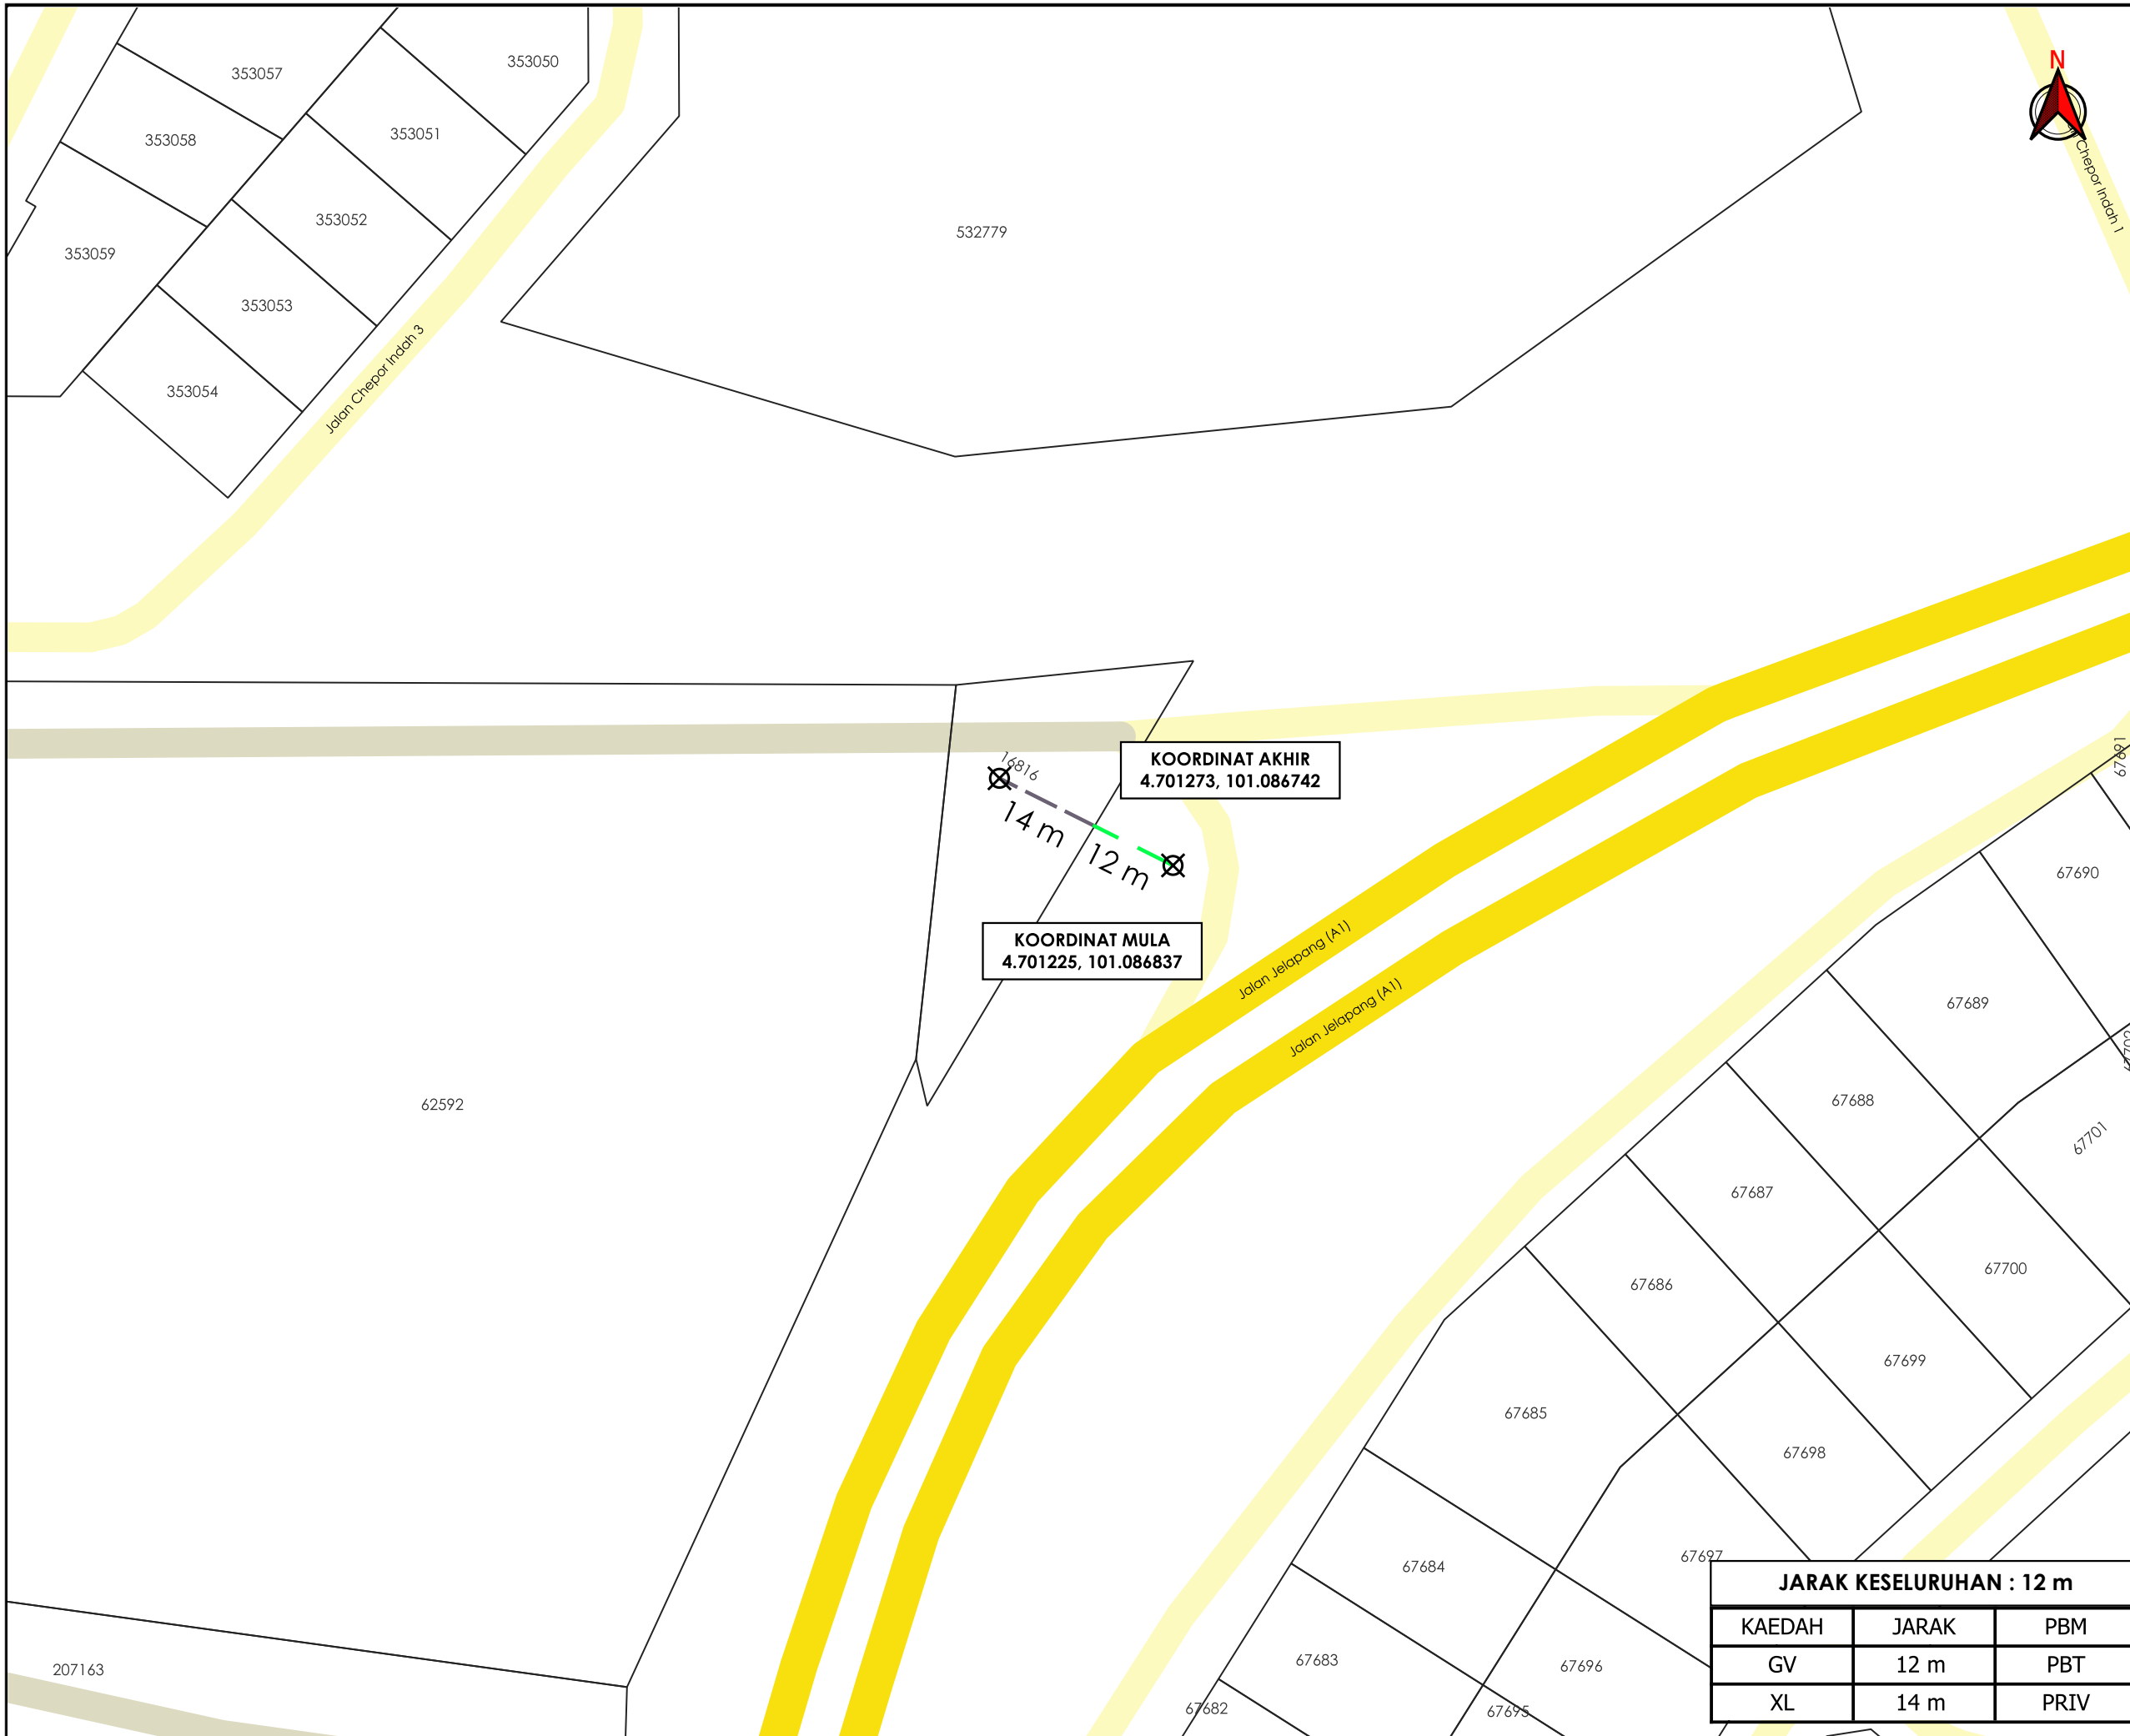 353057
353050
N
353058
353051
Chepor Indah 1
353052
532779
353059
353053
Jalan Chepor Indah 3
353054
67691
16816
KOORDINAT AKHIR
4.701273, 101.086742
14 m
12 m
67690
KOORDINAT MULA
4.701225, 101.086837
Jalan Jelapang (A1)
Jalan Jelapang (A1)
67689
62592
67688
67701
67687
67700
67686
67699
67685
67698
67684
67697
67683
67696
67682
67695
207163
JARAK KESELURUHAN : 12 m
KAEDAH JARAK PBM
GV 12 m PBT
XL 14 m PRIV